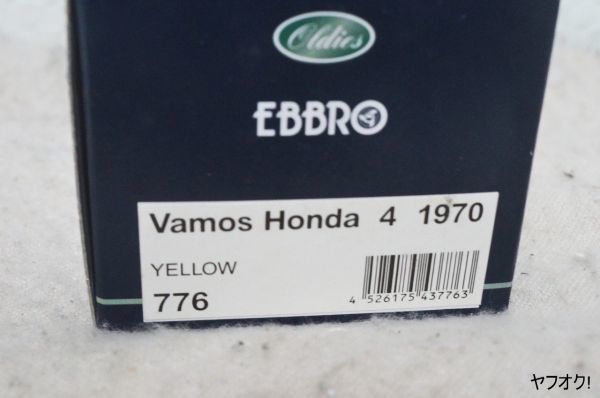 Oldies
EBBRO
Vamos Honda 4 1970
YELLOW
776
4 526175 437763
ヤフオク!